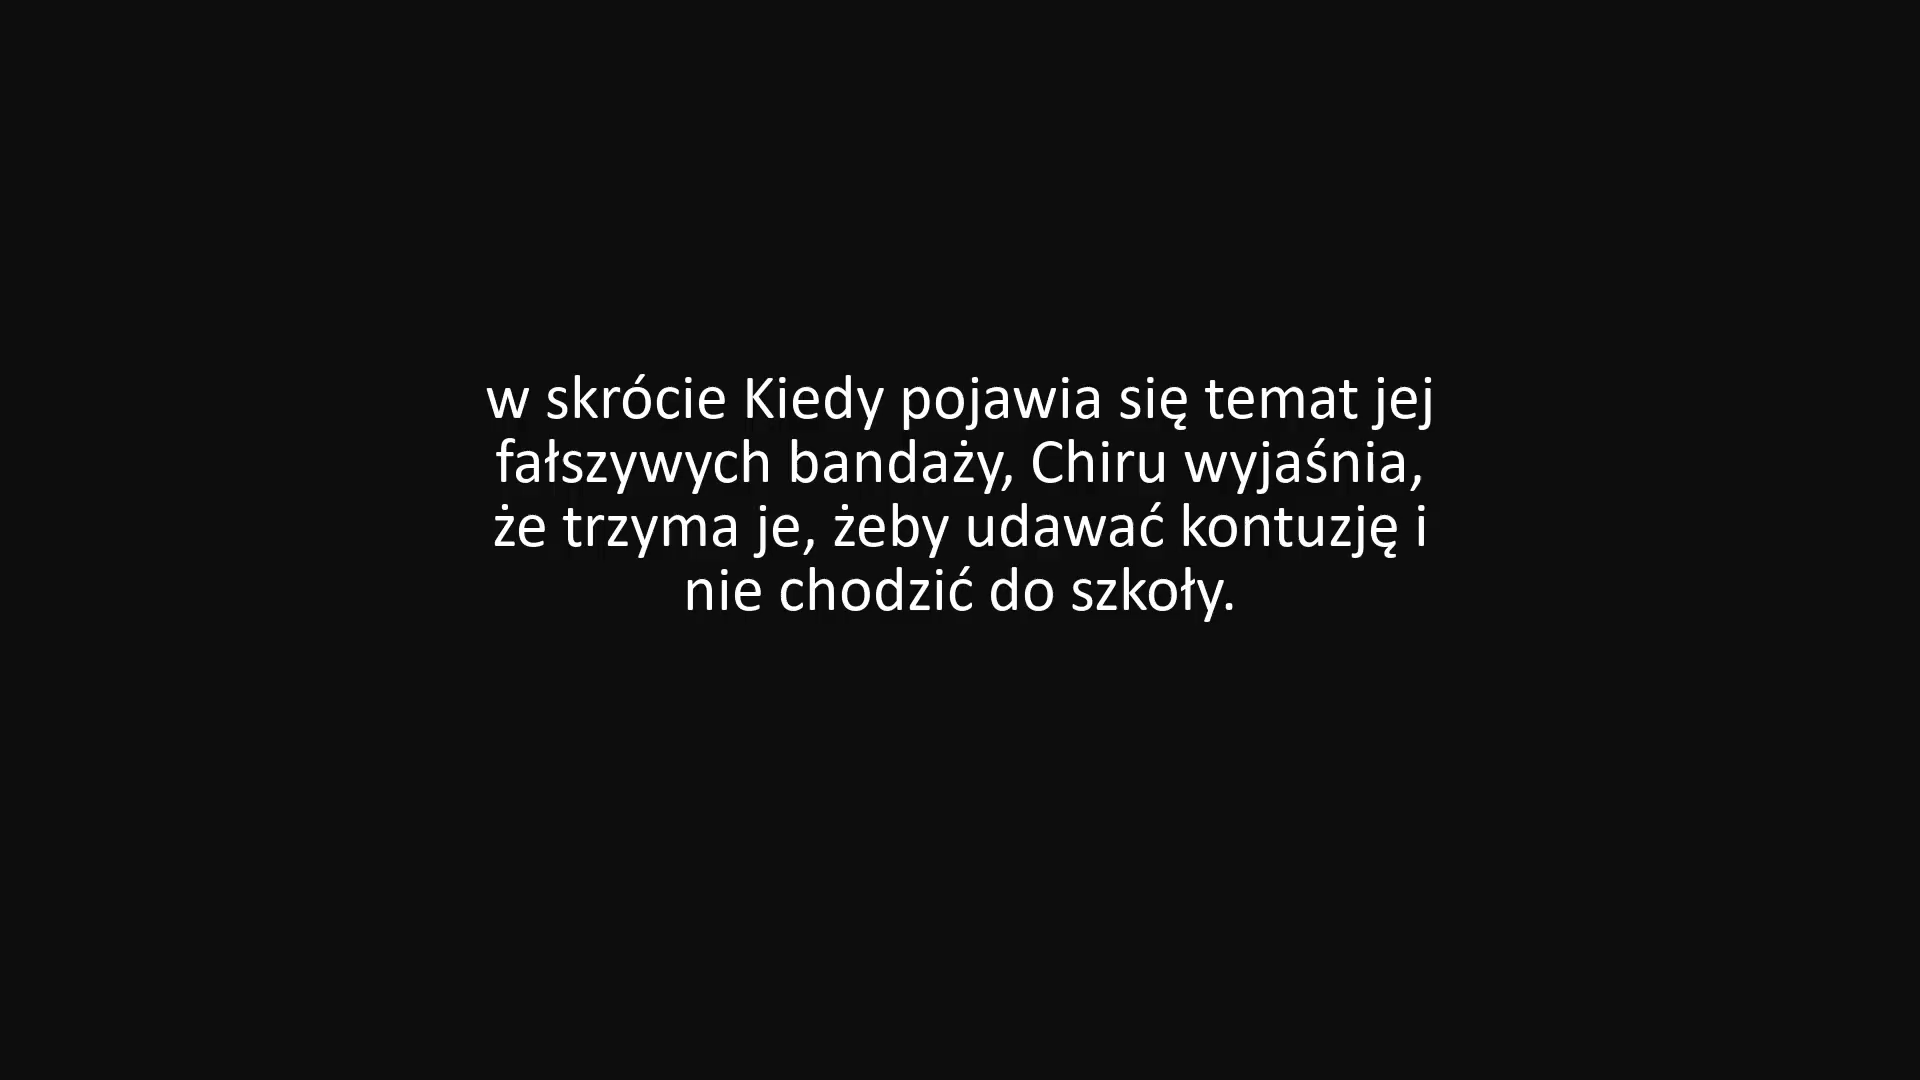 w skrócie Kiedy pojawia się temat jej
fałszywych bandaży, Chiru wyjaśnia,
że trzyma je, żeby udawać kontuzję i
nie chodzić do szkoły.